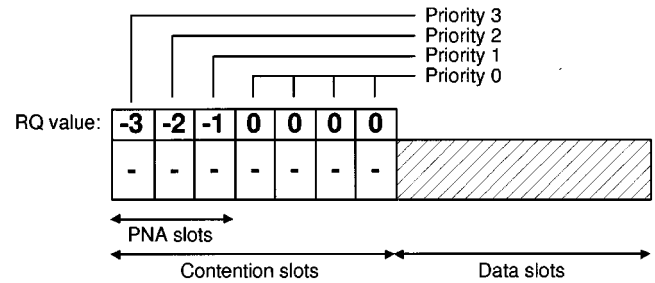 Priority 3
Priority 2
Priority 1
Priority 0
RQ value: -3 -2 -1 0 0 0 0
- - - - - - -
PNA slots
Contention slots Data slots